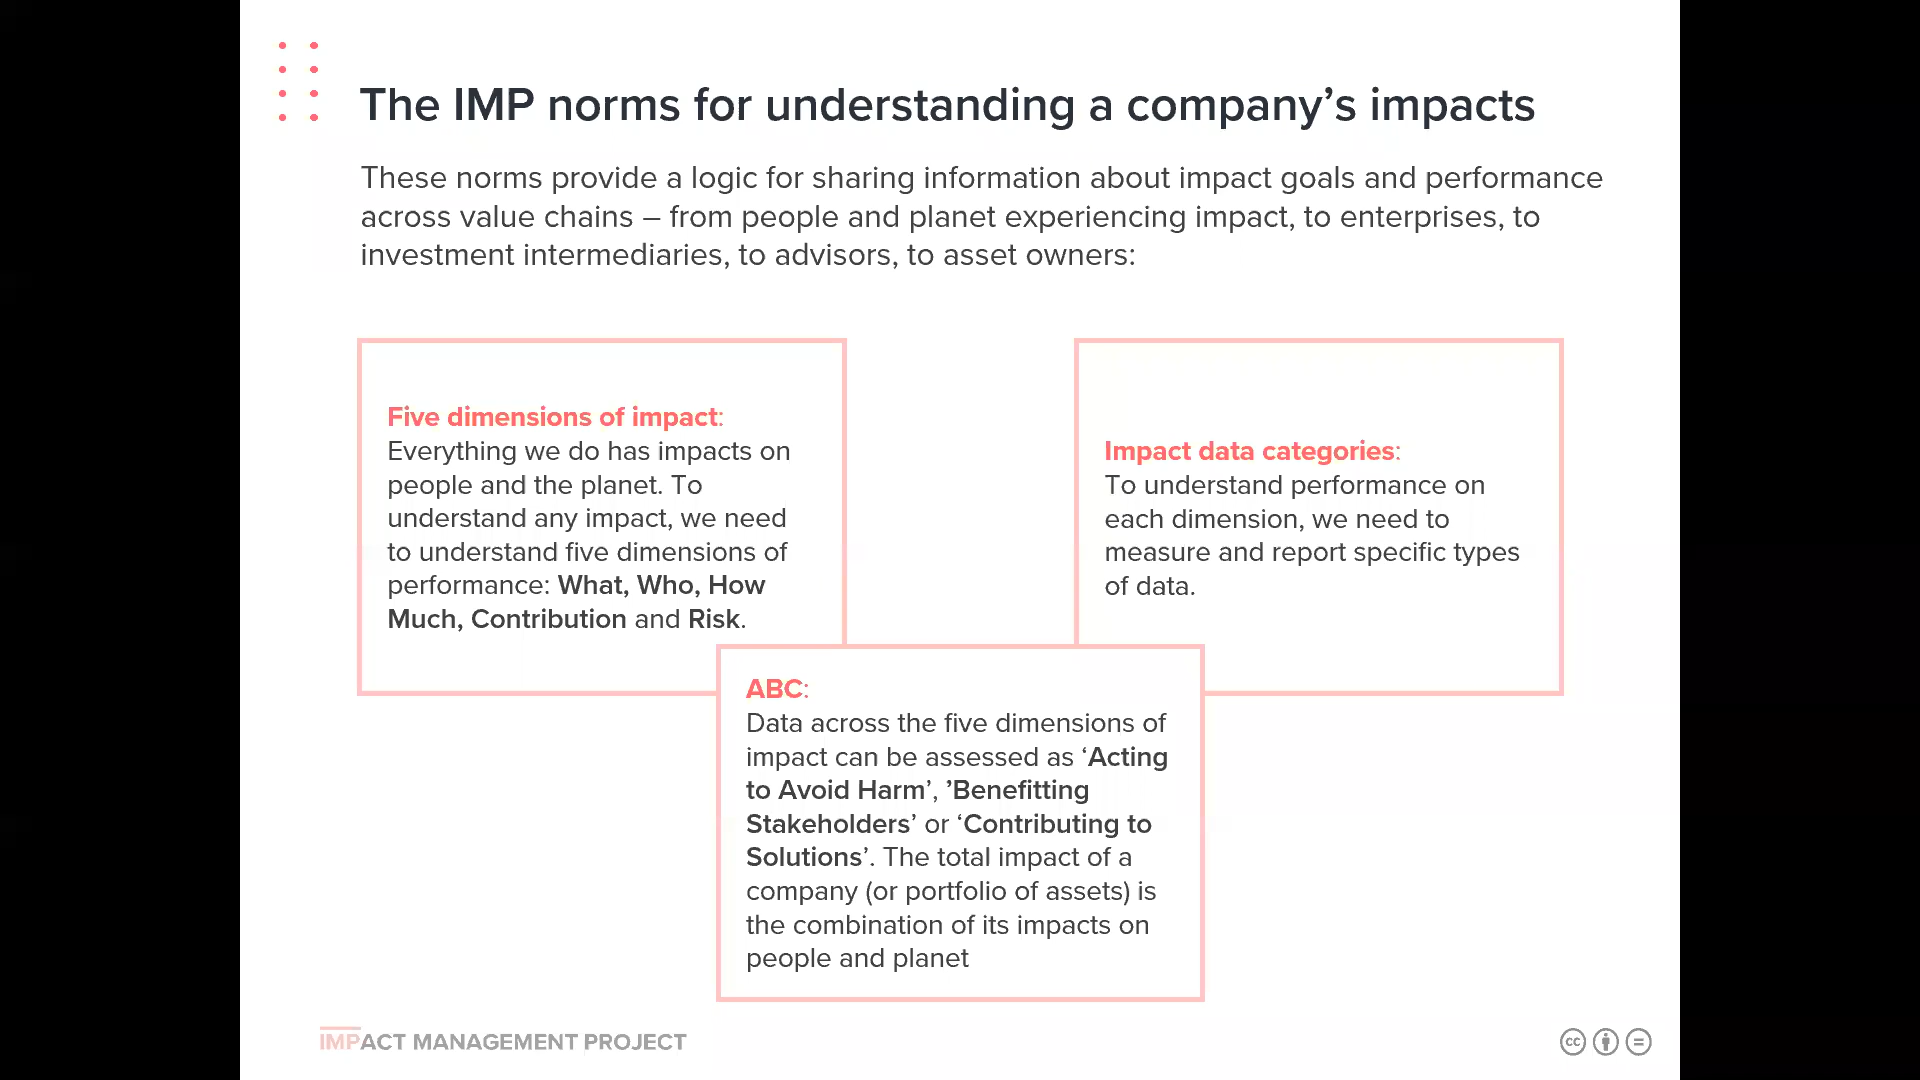 The IMP norms for understanding a company’s impacts
These norms provide a logic for sharing information about impact goals and performance
across value chains – from people and planet experiencing impact, to enterprises, to
investment intermediaries, to advisors, to asset owners:
Five dimensions of impact:
Everything we do has impacts on
people and the planet. To
understand any impact, we need
to understand five dimensions of
performance: What, Who, How
Much, Contribution and Risk.
Impact data categories:
To understand performance on
each dimension, we need to
measure and report specific types
of data.
ABC:
Data across the five dimensions of
impact can be assessed as ‘Acting
to Avoid Harm’, ’Benefitting
Stakeholders’ or ‘Contributing to
Solutions’. The total impact of a
company (or portfolio of assets) is
the combination of its impacts on
people and planet
IMPACT MANAGEMENT PROJECT
cc